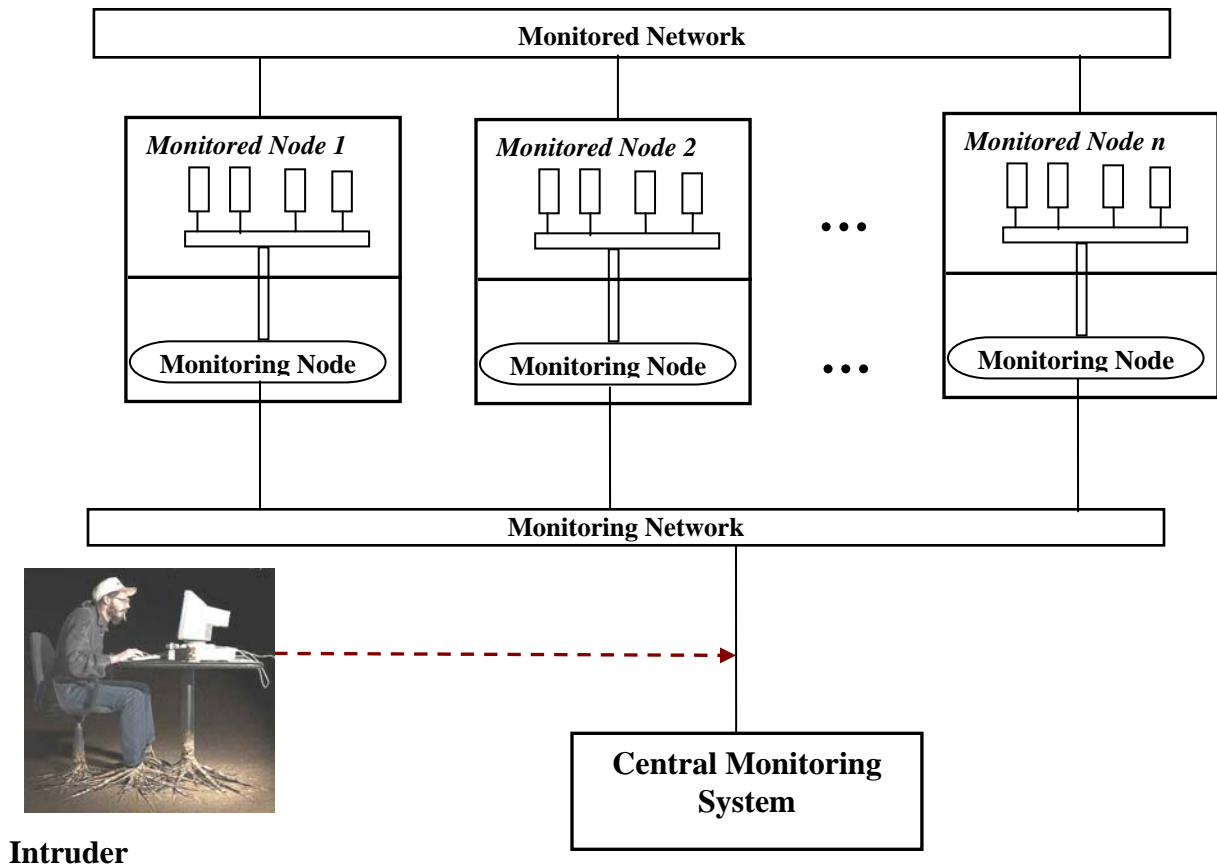 Monitored Network
Monitored Node 1
Monitored Node 2
Monitored Node n
...
Monitoring Node
Monitoring Node
...
Monitoring Node
Monitoring Network
Central Monitoring
System
Intruder